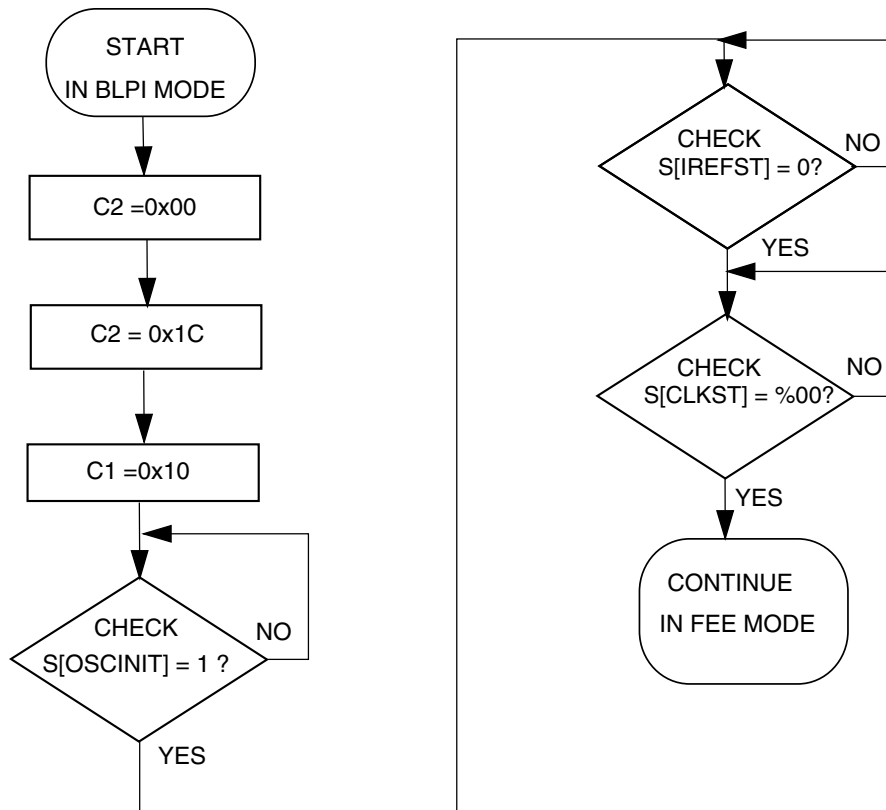 START
IN BLPI MODE
C2 =0x00
C2 = 0x1C
C1 =0x10
CHECK
S[OSCINIT] = 1 ?
NO
YES
CHECK
S[IREFST] = 0?
NO
YES
CHECK
S[CLKST] = %00?
NO
YES
CONTINUE
IN FEE MODE